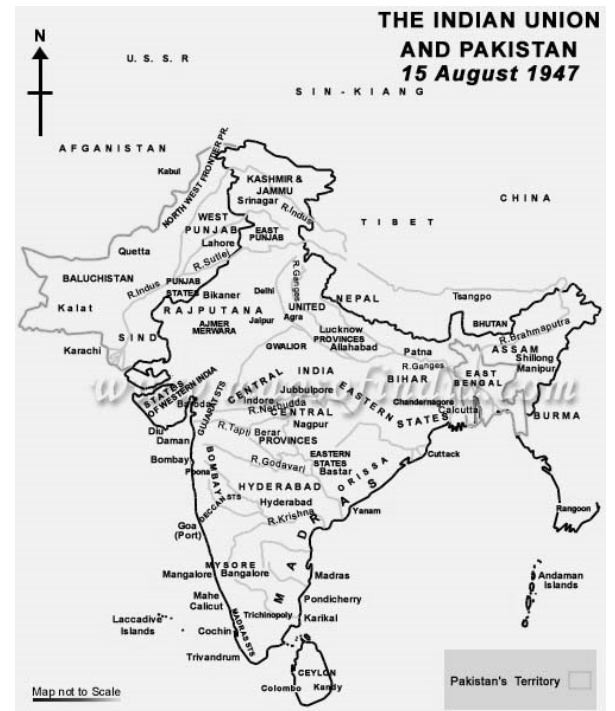 THE INDIAN UNION
AND PAKISTAN
15 August 1947
N
U. S. S. R
SIN-KIANG
AFGANISTAN
Kabul
NORTH WEST FRONTIER PR.
KASHMIR &
JAMMU
Srinagar
R.Indus
CHINA
TIBET
WEST
PUNJAB
Lahore
EAST
PUNJAB
Quetta
R.Sutlej
BALUCHISTAN
R.Indus
PUNJAB
STATES
Bikaner
Delhi
R.Ganges
NEPAL
Tsangpo
Kalat
RAJPUTANA
UNITED
PROVINCES
Agra
BHUTAN
R.Brahmaputra
SIND
AJMER
MERWARA
Jaipur
Lucknow
Allahabad
Patna
ASSAM
Shillong
Manipur
Karachi
GWALIOR
R.Ganges
INDIA
BIHAR
EAST
BENGAL
STATES
OF WESTERN INDIA
CENTRAL
Jubbulpore
EASTERN
STATES
Chandernagore
Calcutta
BURMA
Baroda
GUJARAT STS
Indore
R.Nerbudda
CENTRAL
PROVINCES
Nagpur
Diu
Daman
R.Tapti
Berar
Cuttack
Bombay
Poona
BOMBAY
R.Godavari
EASTERN
STATES
Bastar
ORISSA
HYDERABAD
Hyderabad
DECCAN STS
R.Krishna
Yanam
Rangoon
Goa
(Port)
MADRAS
MYSORE
Mangalore
Bangalore
Madras
Andaman
Islands
Mahe
Calicut
Pondicherry
Laccadive
Islands
Trichinopoly
Karikal
Cochin
MADRAS STS
Trivandrum
CEYLON
Colombo
Kandy
Pakistan's Territory
Map not to Scale